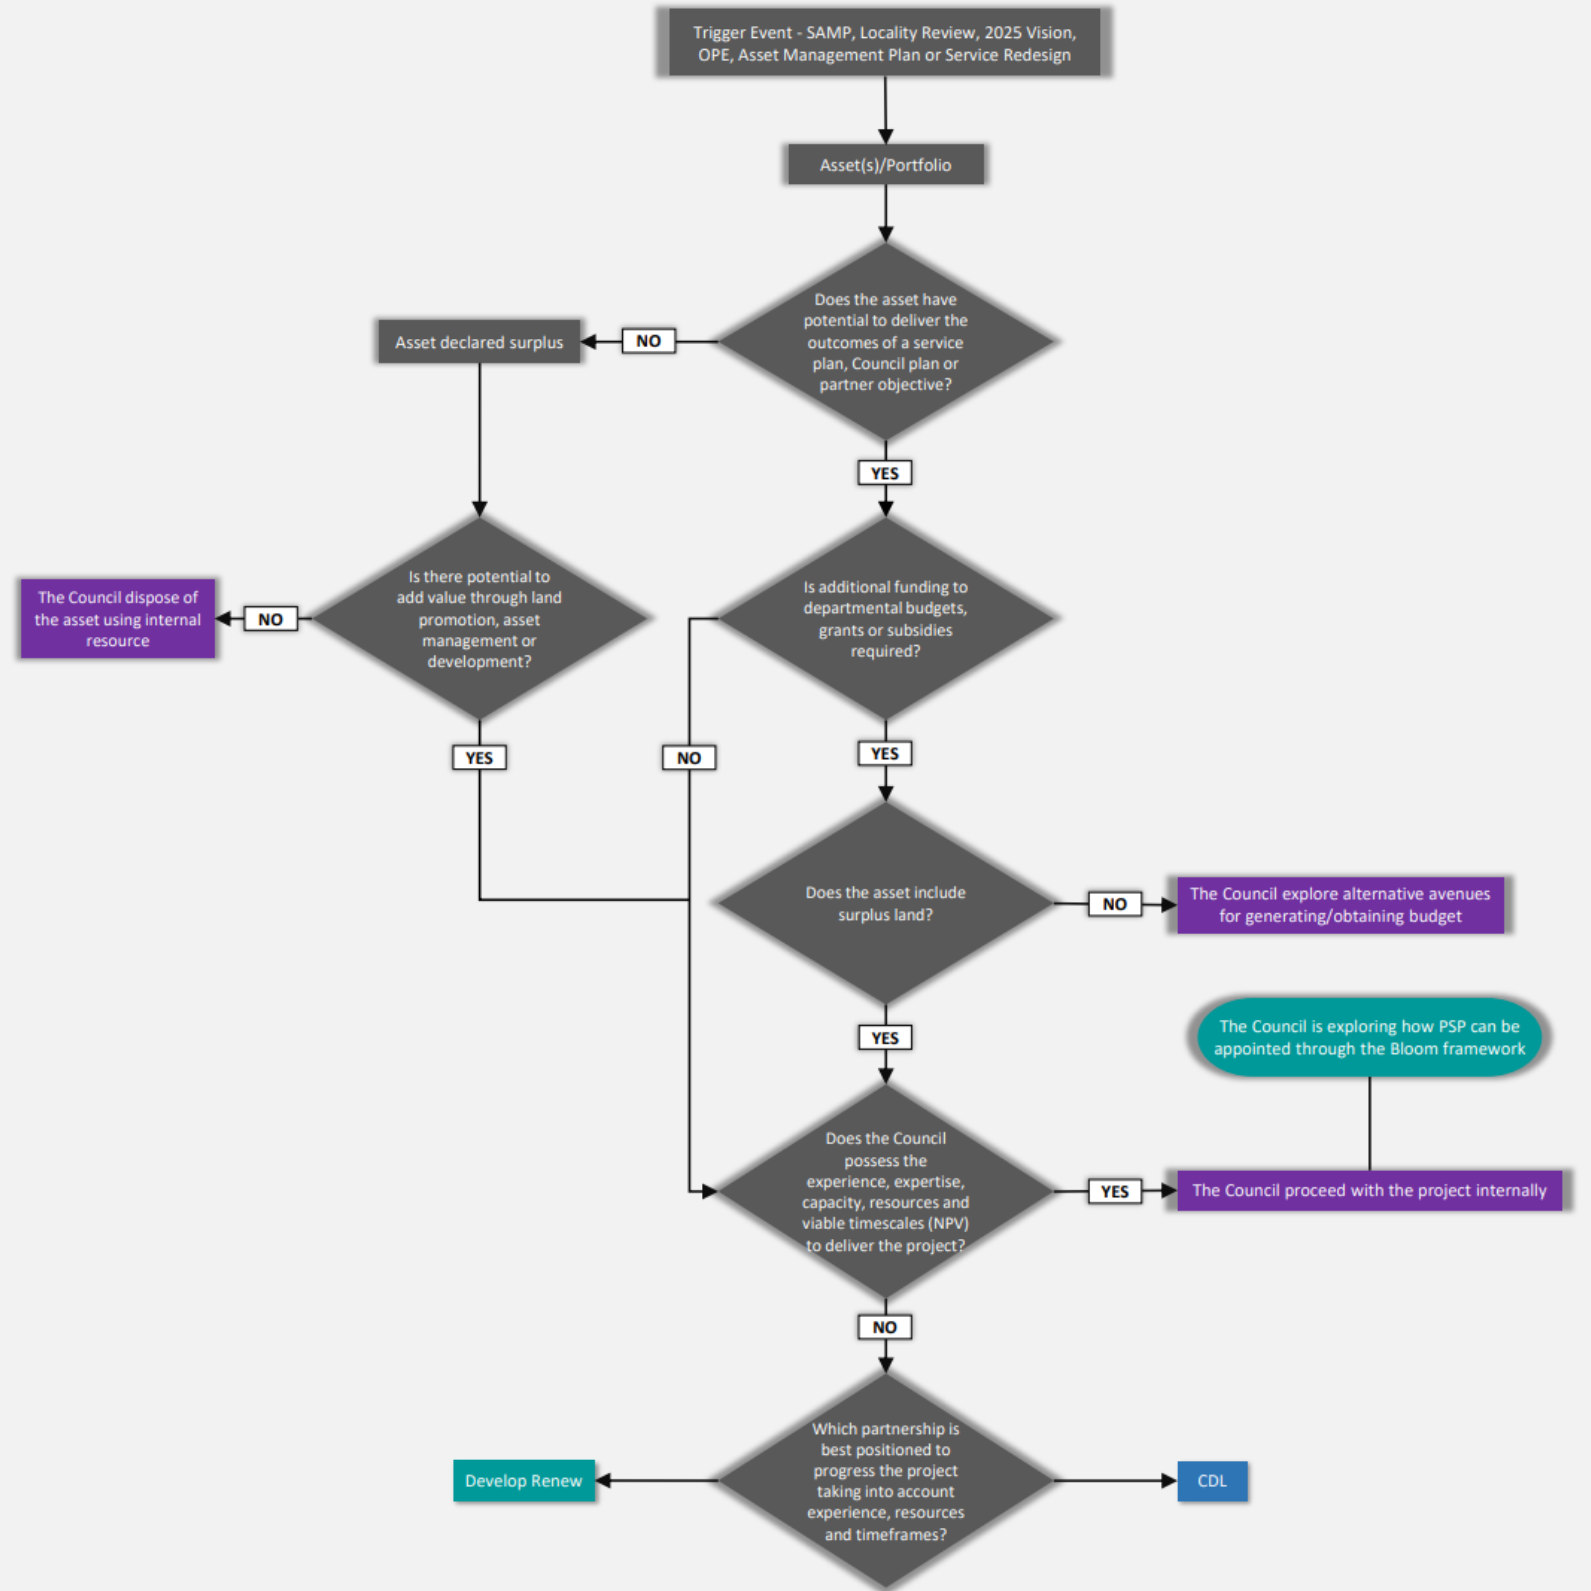 Trigger Event - SAMP, Locality Review, 2025 Vision,
OPE, Asset Management Plan or Service Redesign
Asset(s)/Portfolio
Does the asset have
potential to deliver the
outcomes of a service
plan, Council plan or
partner objective?
NO
Asset declared surplus
YES
Is there potential to
add value through land
promotion, asset
management or
development?
NO
The Council dispose of
the asset using internal
resource
YES
Is additional funding to
departmental budgets,
grants or subsidies
required?
NO
YES
Does the asset include
surplus land?
NO
The Council explore alternative avenues
for generating/obtaining budget
YES
The Council is exploring how PSP can be
appointed through the Bloom framework
Does the Council
possess the
experience, expertise,
capacity, resources and
viable timescales (NPV)
to deliver the project?
YES
The Council proceed with the project internally
NO
Which partnership is
best positioned to
progress the project
taking into account
experience, resources
and timeframes?
Develop Renew
CDL